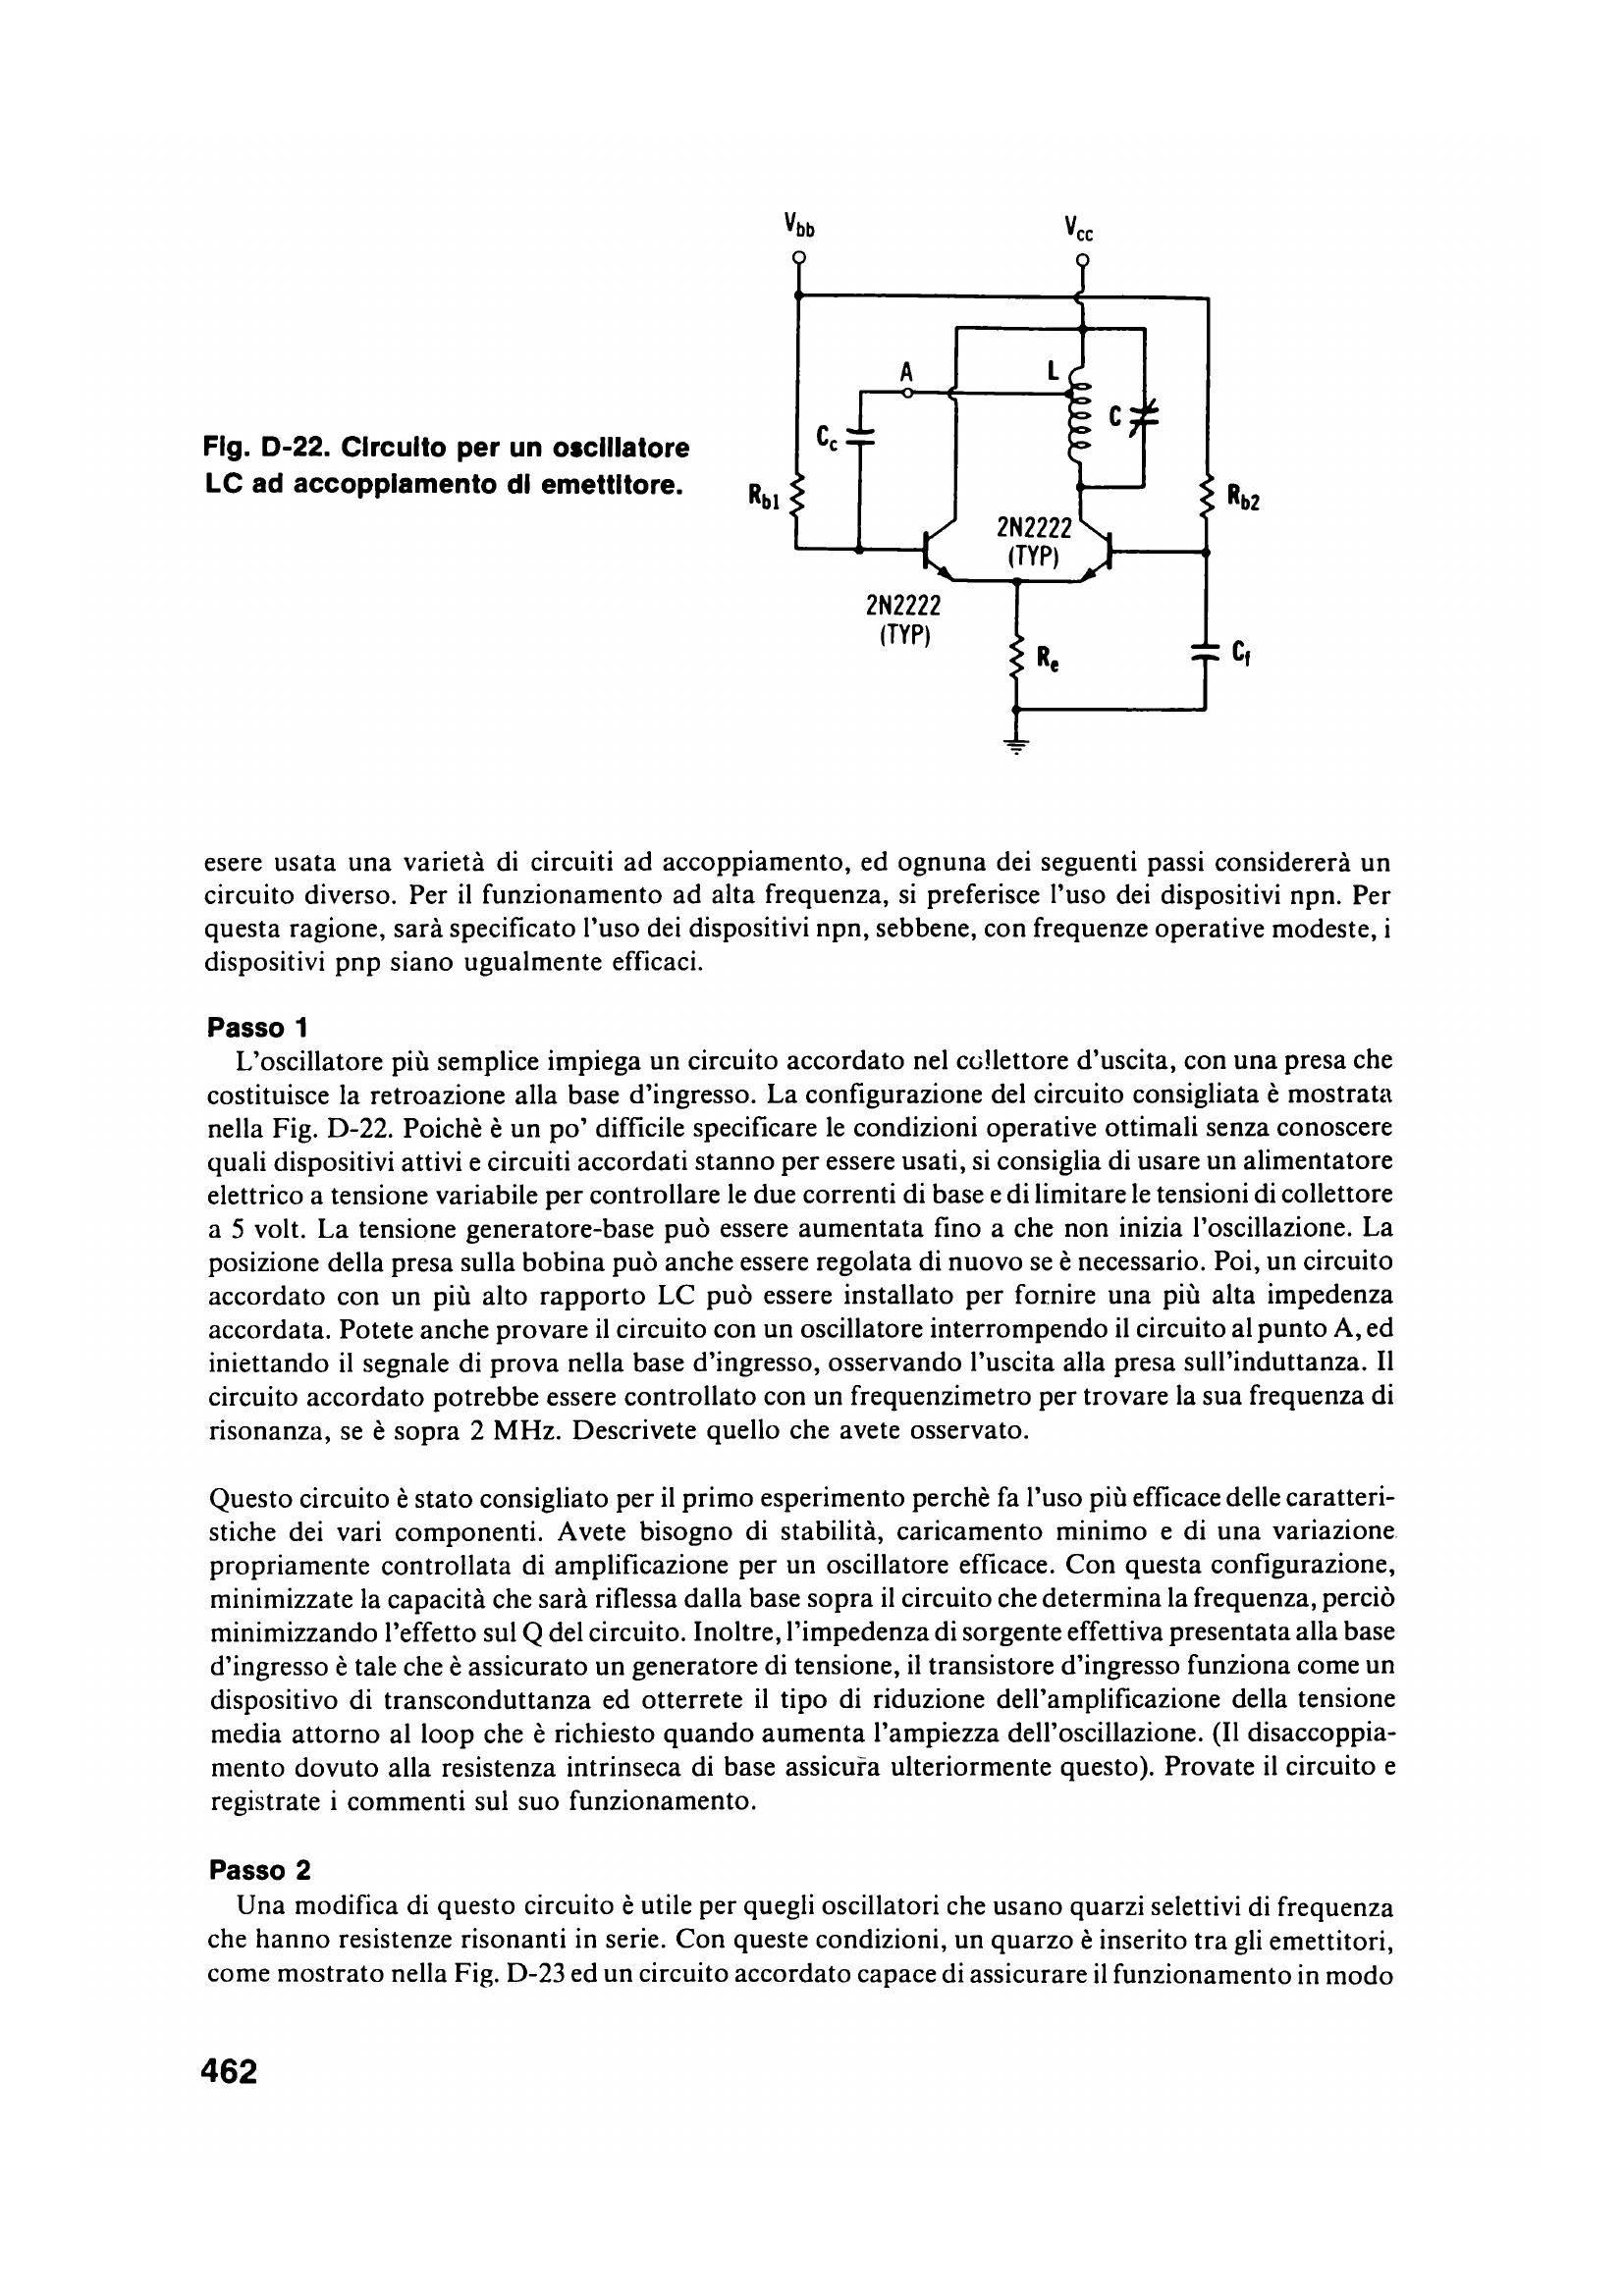 V_bb
V_cc
A
L
C
C_c
Fig. D-22. Circuito per un oscillatore
LC ad accoppiamento di emettitore.
R_b1
R_b2
2N2222
(TYP)
2N2222
(TYP)
R_e
C_f
esere usata una varietà di circuiti ad accoppiamento, ed ognuna dei seguenti passi considererà un
circuito diverso. Per il funzionamento ad alta frequenza, si preferisce l'uso dei dispositivi npn. Per
questa ragione, sarà specificato l'uso dei dispositivi npn, sebbene, con frequenze operative modeste, i
dispositivi pnp siano ugualmente efficaci.
Passo 1
L'oscillatore più semplice impiega un circuito accordato nel collettore d'uscita, con una presa che
costituisce la retroazione alla base d'ingresso. La configurazione del circuito consigliata è mostrata
nella Fig. D-22. Poichè è un po' difficile specificare le condizioni operative ottimali senza conoscere
quali dispositivi attivi e circuiti accordati stanno per essere usati, si consiglia di usare un alimentatore
elettrico a tensione variabile per controllare le due correnti di base e di limitare le tensioni di collettore
a 5 volt. La tensione generatore-base può essere aumentata fino a che non inizia l'oscillazione. La
posizione della presa sulla bobina può anche essere regolata di nuovo se è necessario. Poi, un circuito
accordato con un più alto rapporto LC può essere installato per fornire una più alta impedenza
accordata. Potete anche provare il circuito con un oscillatore interrompendo il circuito al punto A, ed
iniettando il segnale di prova nella base d'ingresso, osservando l'uscita alla presa sull'induttanza. Il
circuito accordato potrebbe essere controllato con un frequenzimetro per trovare la sua frequenza di
risonanza, se è sopra 2 MHz. Descrivete quello che avete osservato.
Questo circuito è stato consigliato per il primo esperimento perchè fa l'uso più efficace delle caratteri-
stiche dei vari componenti. Avete bisogno di stabilità, caricamento minimo e di una variazione
propriamente controllata di amplificazione per un oscillatore efficace. Con questa configurazione,
minimizzate la capacità che sarà riflessa dalla base sopra il circuito che determina la frequenza, perciò
minimizzando l'effetto sul Q del circuito. Inoltre, l'impedenza di sorgente effettiva presentata alla base
d'ingresso è tale che è assicurato un generatore di tensione, il transistore d'ingresso funziona come un
dispositivo di transconduttanza ed otterrete il tipo di riduzione dell'amplificazione della tensione
media attorno al loop che è richiesto quando aumenta l'ampiezza dell'oscillazione. (Il disaccoppia-
mento dovuto alla resistenza intrinseca di base assicura ulteriormente questo). Provate il circuito e
registrate i commenti sul suo funzionamento.
Passo 2
Una modifica di questo circuito è utile per quegli oscillatori che usano quarzi selettivi di frequenza
che hanno resistenze risonanti in serie. Con queste condizioni, un quarzo è inserito tra gli emettitori,
come mostrato nella Fig. D-23 ed un circuito accordato capace di assicurare il funzionamento in modo
462